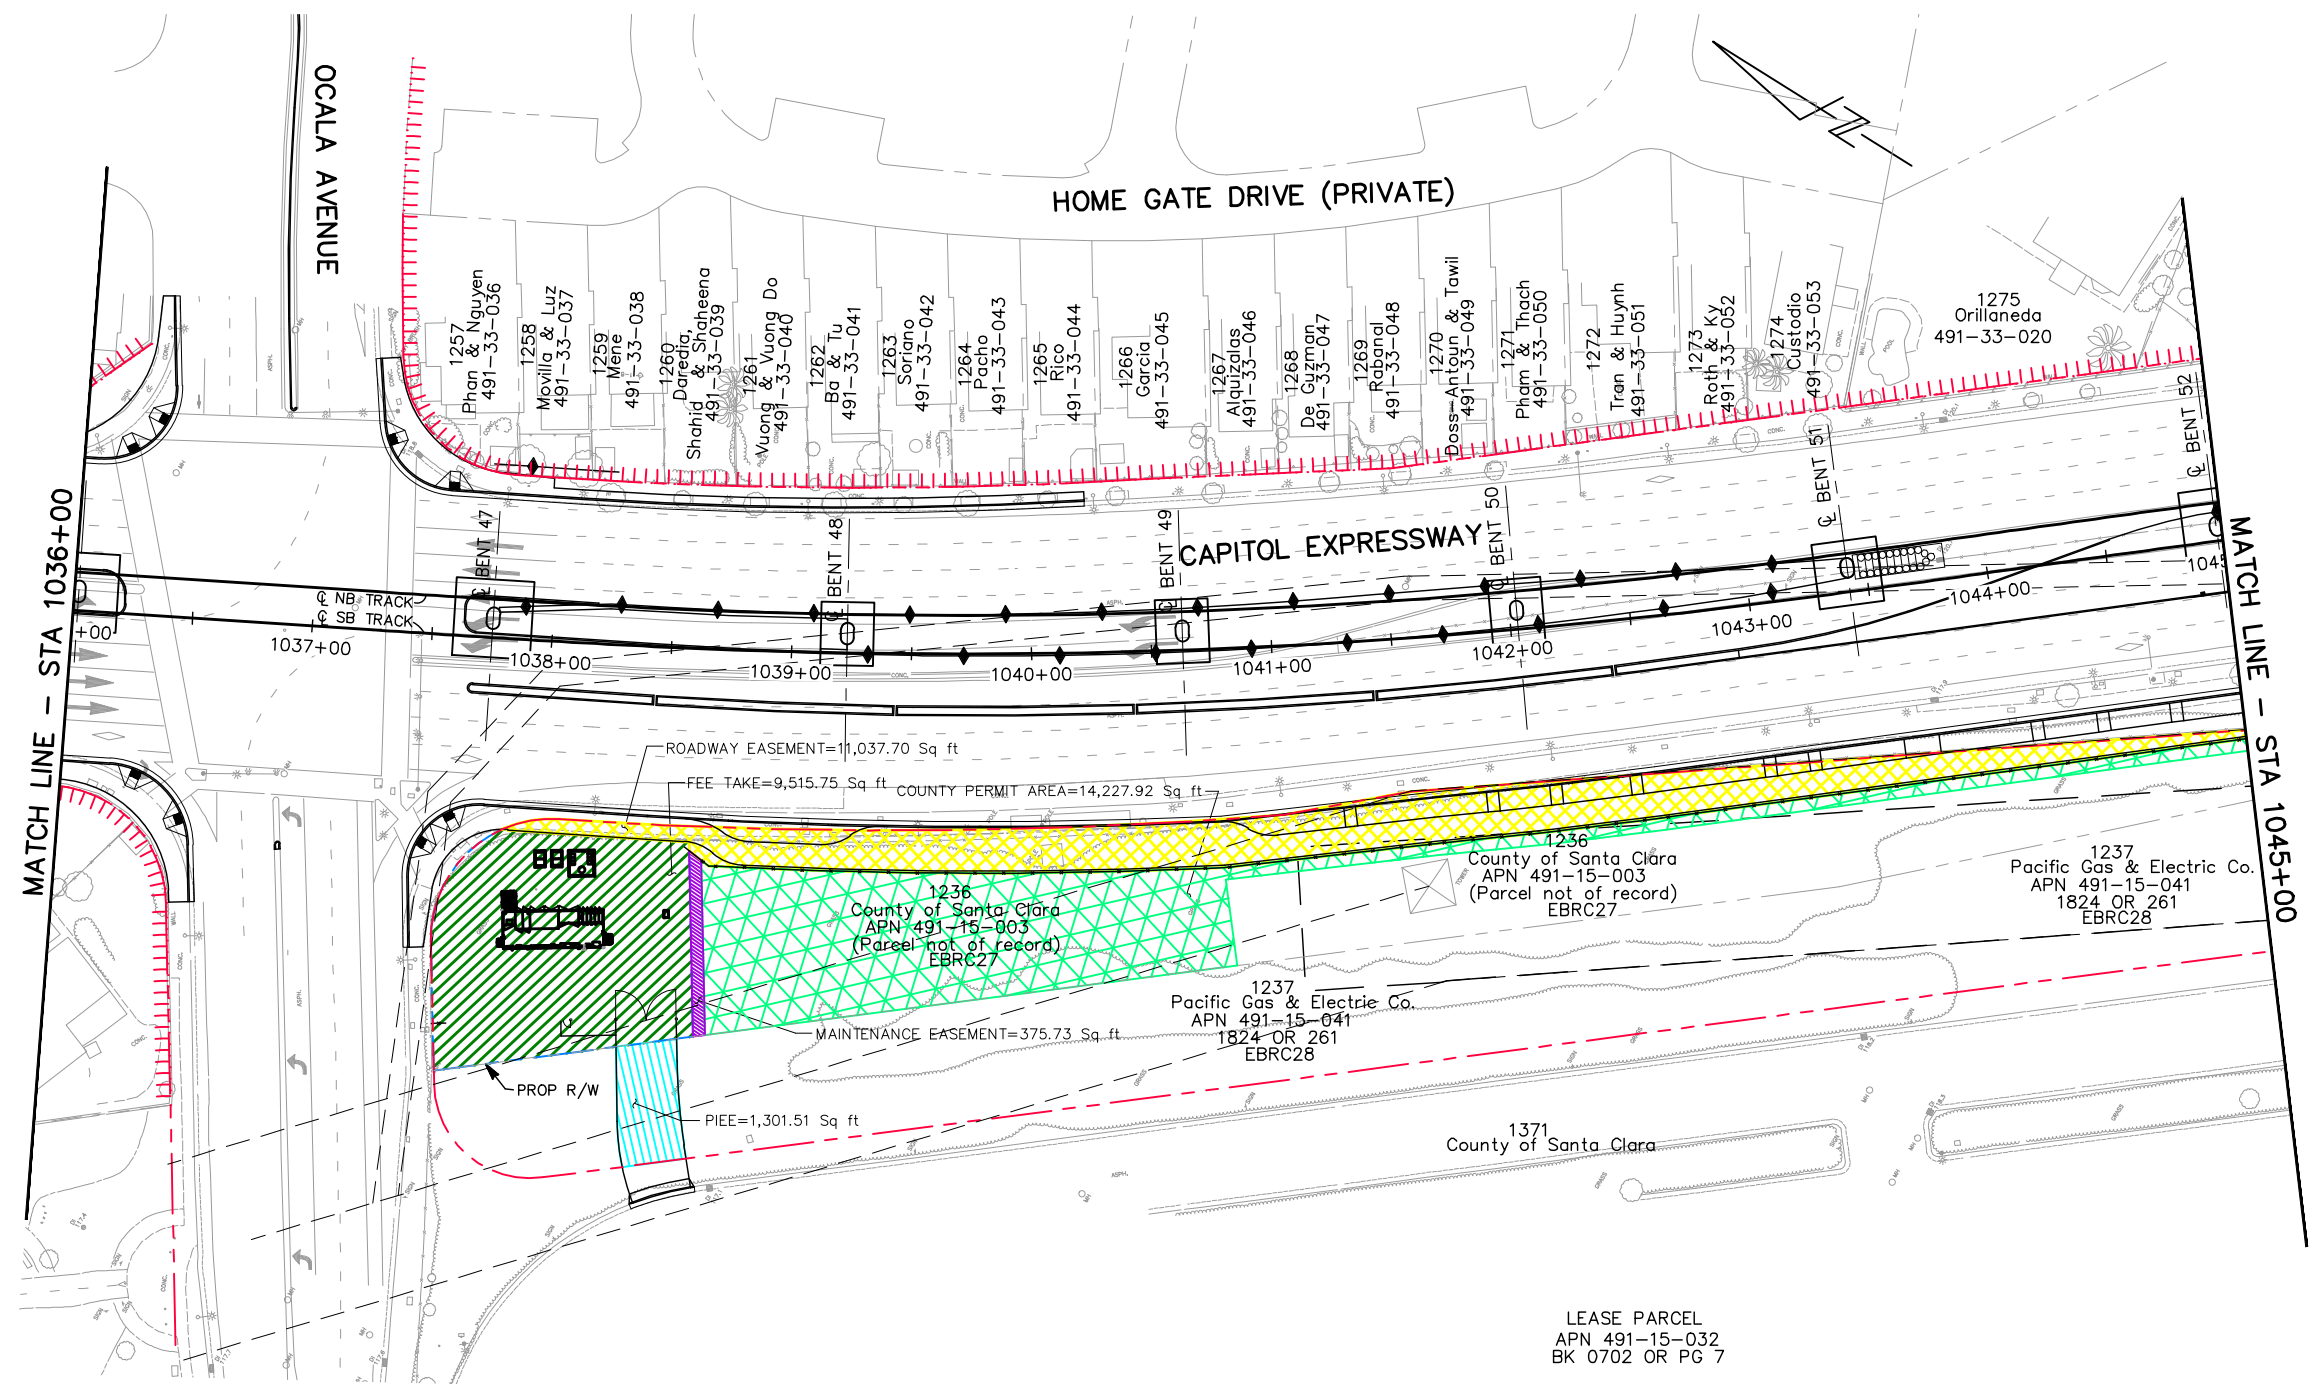 OCALA AVENUE
HOME GATE DRIVE (PRIVATE)
1257
Phan & Nguyen
491-33-036
1258
Movilla & Luz
491-33-037
1259
Mene
491-33-038
1260
Daredia,
Shahid & Shaheena
491-33-039
1261
Vuong & Vuong Do
491-33-040
1262
Ba & Tu
491-33-041
1263
Soriano
491-33-042
1264
Pacho
491-33-043
1265
Rico
491-33-044
1266
Garcia
491-33-045
1267
Alquizalas
491-33-046
1268
De Guzman
491-33-047
1269
Rabanal
491-33-048
1270
Doss-Antoun & Tawil
491-33-049
1271
Pham & Thach
491-33-050
1272
Tran & Huynh
491-33-051
1273
Roth & Ky
491-33-052
1274
Custodio
491-33-053
1275
Orillaneda
491-33-020
MATCH LINE - STA 1036+00
MATCH LINE - STA 1045+00
CAPITOL EXPRESSWAY
℄ BENT 47
℄ BENT 48
℄ BENT 49
℄ BENT 50
℄ BENT 51
℄ BENT 52
℄ NB TRACK
℄ SB TRACK
+00
1037+00
1038+00
1039+00
1040+00
1041+00
1042+00
1043+00
1044+00
1045
ROADWAY EASEMENT=11,037.70 Sq ft
FEE TAKE=9,515.75 Sq ft
COUNTY PERMIT AREA=14,227.92 Sq ft
1236
County of Santa Clara
APN 491-15-003
(Parcel not of record)
EBRC27
1236
County of Santa Clara
APN 491-15-003
(Parcel not of record)
EBRC27
1237
Pacific Gas & Electric Co.
APN 491-15-041
1824 OR 261
EBRC28
1237
Pacific Gas & Electric Co.
APN 491-15-041
1824 OR 261
EBRC28
MAINTENANCE EASEMENT=375.73 Sq ft
PROP R/W
PIEE=1,301.51 Sq ft
1371
County of Santa Clara
LEASE PARCEL
APN 491-15-032
BK 0702 OR PG 7
TOWER
POOL